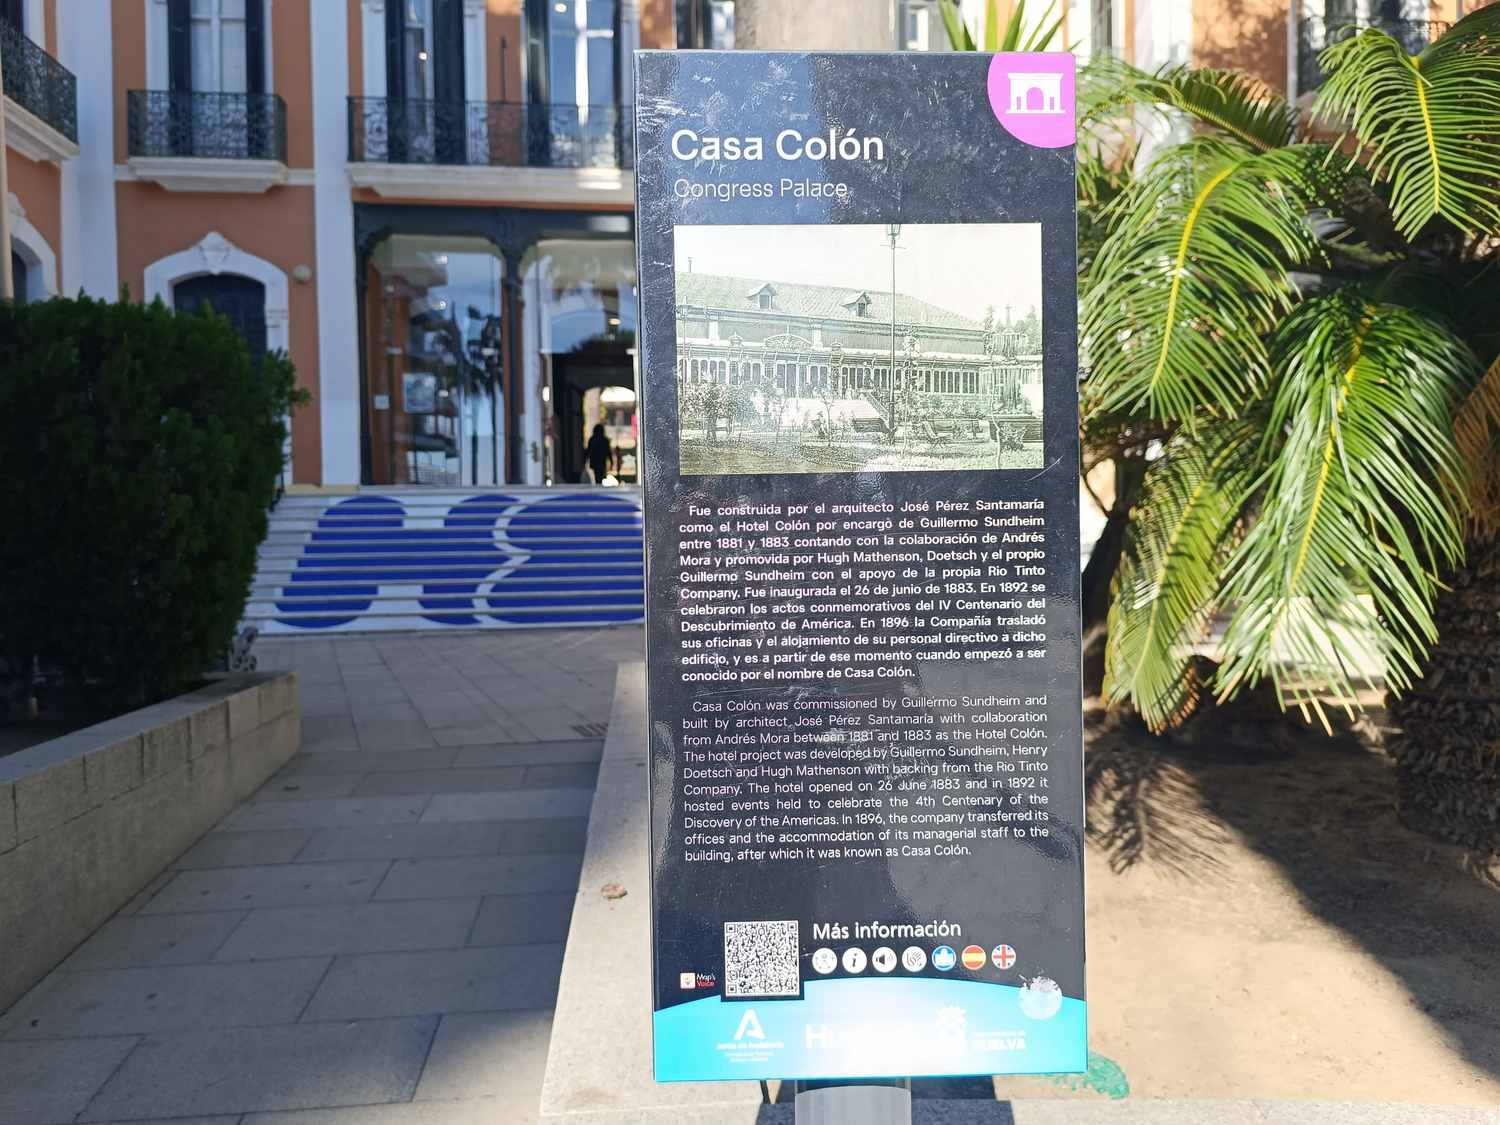 Casa Colón
Congress Palace
Fue construida por el arquitecto José Pérez Santamaría
como el Hotel Colón por encargo de Guillermo Sundheim
entre 1881 y 1883 contando con la colaboración de Andrés
Mora y promovida por Hugh Mathenson, Doetsch y el propio
Guillermo Sundheim con el apoyo de la propia Rio Tinto
Company. Fue inaugurada el 26 de junio de 1883. En 1892 se
celebraron los actos conmemorativos del IV Centenario del
Descubrimiento de América. En 1896 la Compañía trasladó
sus oficinas y el alojamiento de su personal directivo a dicho
edificio, y es a partir de ese momento cuando empezó a ser
conocido por el nombre de Casa Colón.
Casa Colón was commissioned by Guillermo Sundheim and
built by architect José Pérez Santamaría with collaboration
from Andrés Mora between 1881 and 1883 as the Hotel Colón.
The hotel project was developed by Guillermo Sundheim, Henry
Doetsch and Hugh Mathenson with backing from the Rio Tinto
Company. The hotel opened on 26 June 1883 and in 1892 it
hosted events held to celebrate the 4th Centenary of the
Discovery of the Americas. In 1896, the company transferred its
offices and the accommodation of its managerial staff to the
building, after which it was known as Casa Colón.
Más información
Map's
Voice
Junta de Andalucía
HUELVA